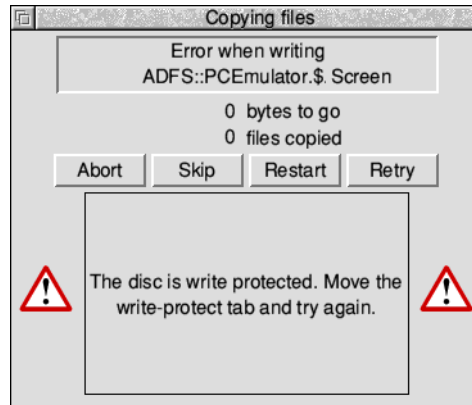 Copying files
Error when writing
ADFS::PCEmulator.$.Screen
0 bytes to go
0 files copied
Abort Skip Restart Retry
The disc is write protected. Move the
write-protect tab and try again.